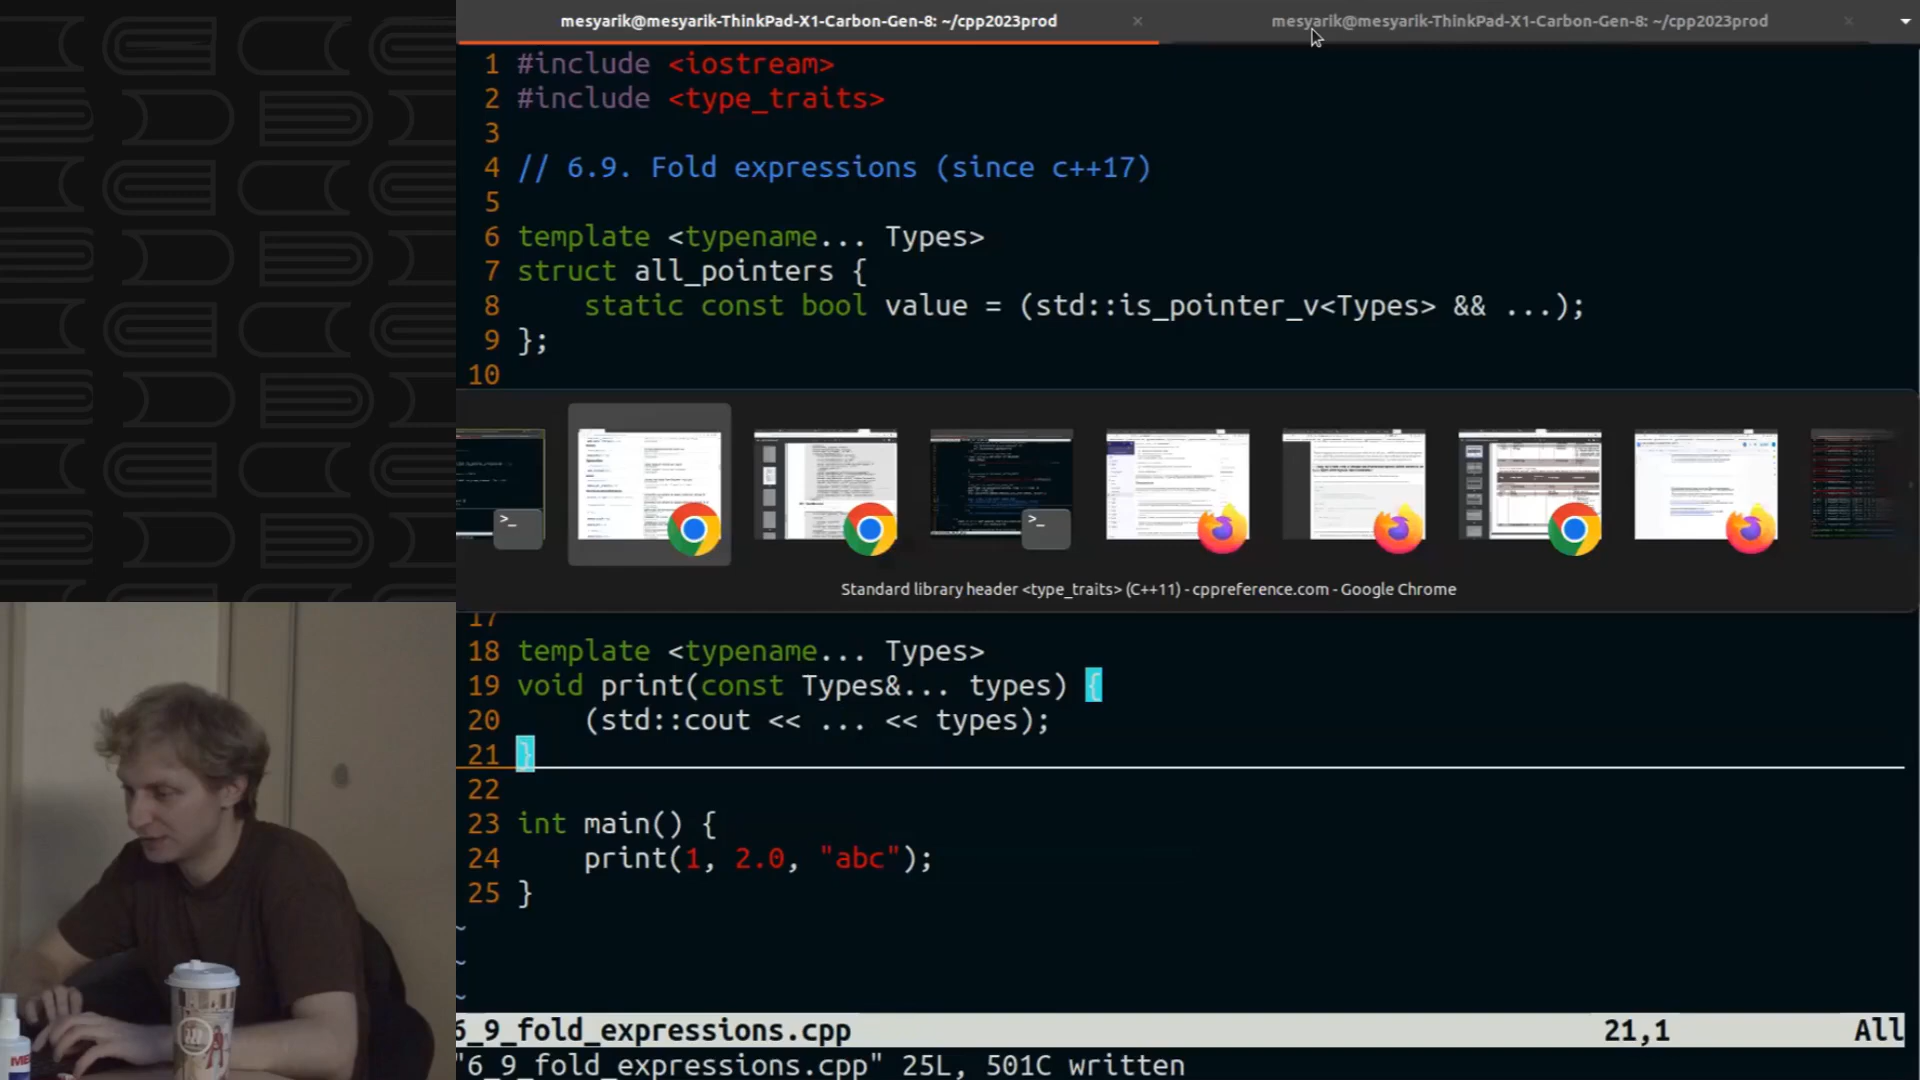 mesyarik@mesyarik-ThinkPad-X1-Carbon-Gen-8: ~/cpp2023prod × mesyarik@mesyarik-ThinkPad-X1-Carbon-Gen-8: ~/cpp2023prod ×
1 #include <iostream>
2 #include <type_traits>
3
4 // 6.9. Fold expressions (since c++17)
5
6 template <typename... Types>
7 struct all_pointers {
8 static const bool value = (std::is_pointer_v<Types> && ...);
9 };
10
Standard library header <type_traits> (C++11) - cppreference.com - Google Chrome
17
18 template <typename... Types>
19 void print(const Types&... types) {
20 (std::cout << ... << types);
21 }
22
23 int main() {
24 print(1, 2.0, "abc");
25 }
~
~
~
6_9_fold_expressions.cpp 21,1 All
"6_9_fold_expressions.cpp" 25L, 501C written